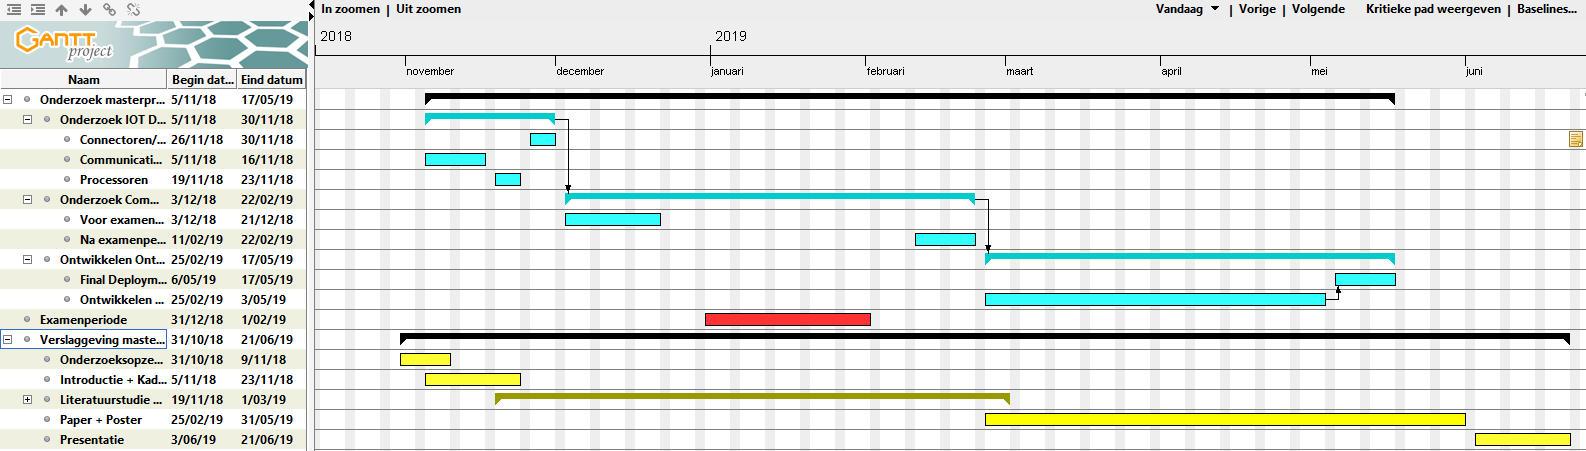 In zoomen | Uit zoomen
Vandaag | Vorige | Volgende Kritieke pad weergeven | Baselines...
GANTT
project
2018 2019
november december januari februari maart april mei juni
Naam Begin dat... Eind datum
Onderzoek masterpr... 5/11/18 17/05/19
Onderzoek IOT D... 5/11/18 30/11/18
Connectoren/... 26/11/18 30/11/18
Communicati... 5/11/18 16/11/18
Processoren 19/11/18 23/11/18
Onderzoek Com... 3/12/18 22/02/19
Voor examen... 3/12/18 21/12/18
Na examenpe... 11/02/19 22/02/19
Ontwikkelen Ont... 25/02/19 17/05/19
Final Deploym... 6/05/19 17/05/19
Ontwikkelen ... 25/02/19 3/05/19
Examenperiode 31/12/18 1/02/19
Verslaggeving maste... 31/10/18 21/06/19
Onderzoeksopze... 31/10/18 9/11/18
Introductie + Kad... 5/11/18 23/11/18
Literatuurstudie ... 19/11/18 1/03/19
Paper + Poster 25/02/19 31/05/19
Presentatie 3/06/19 21/06/19